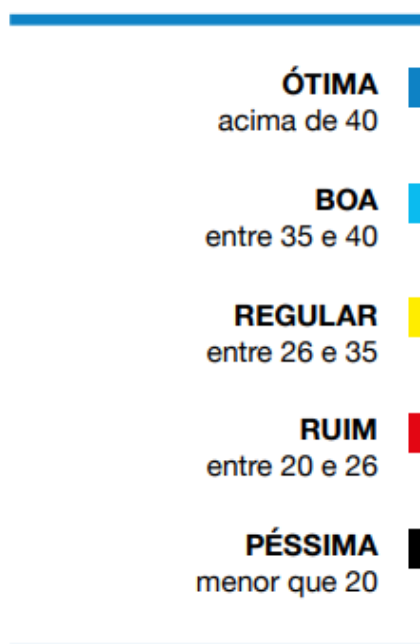 ÓTIMA
acima de 40
BOA
entre 35 e 40
REGULAR
entre 26 e 35
RUIM
entre 20 e 26
PÉSSIMA
menor que 20